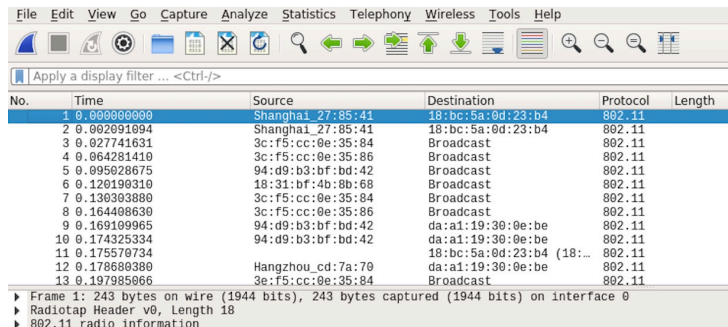 File Edit View Go Capture Analyze Statistics Telephony Wireless Tools Help
Apply a display filter ... <Ctrl-/>
No. Time Source Destination Protocol Length
1 0.000000000 Shanghai_27:85:41 18:bc:5a:0d:23:b4 802.11
2 0.002091094 Shanghai_27:85:41 18:bc:5a:0d:23:b4 802.11
3 0.027741631 3c:f5:cc:0e:35:84 Broadcast 802.11
4 0.064281410 3c:f5:cc:0e:35:86 Broadcast 802.11
5 0.095028675 94:d9:b3:bf:bd:42 Broadcast 802.11
6 0.120190310 18:31:bf:4b:8b:68 Broadcast 802.11
7 0.130303880 3c:f5:cc:0e:35:84 Broadcast 802.11
8 0.164408630 3c:f5:cc:0e:35:86 Broadcast 802.11
9 0.169109965 94:d9:b3:bf:bd:42 da:a1:19:30:0e:be 802.11
10 0.174325334 94:d9:b3:bf:bd:42 da:a1:19:30:0e:be 802.11
11 0.175570734 18:bc:5a:0d:23:b4 (18:… 802.11
12 0.178680380 Hangzhou_cd:7a:70 da:a1:19:30:0e:be 802.11
13 0.197985066 3e:f5:cc:0e:35:84 Broadcast 802.11
Frame 1: 243 bytes on wire (1944 bits), 243 bytes captured (1944 bits) on interface 0
Radiotap Header v0, Length 18
802.11 radio information